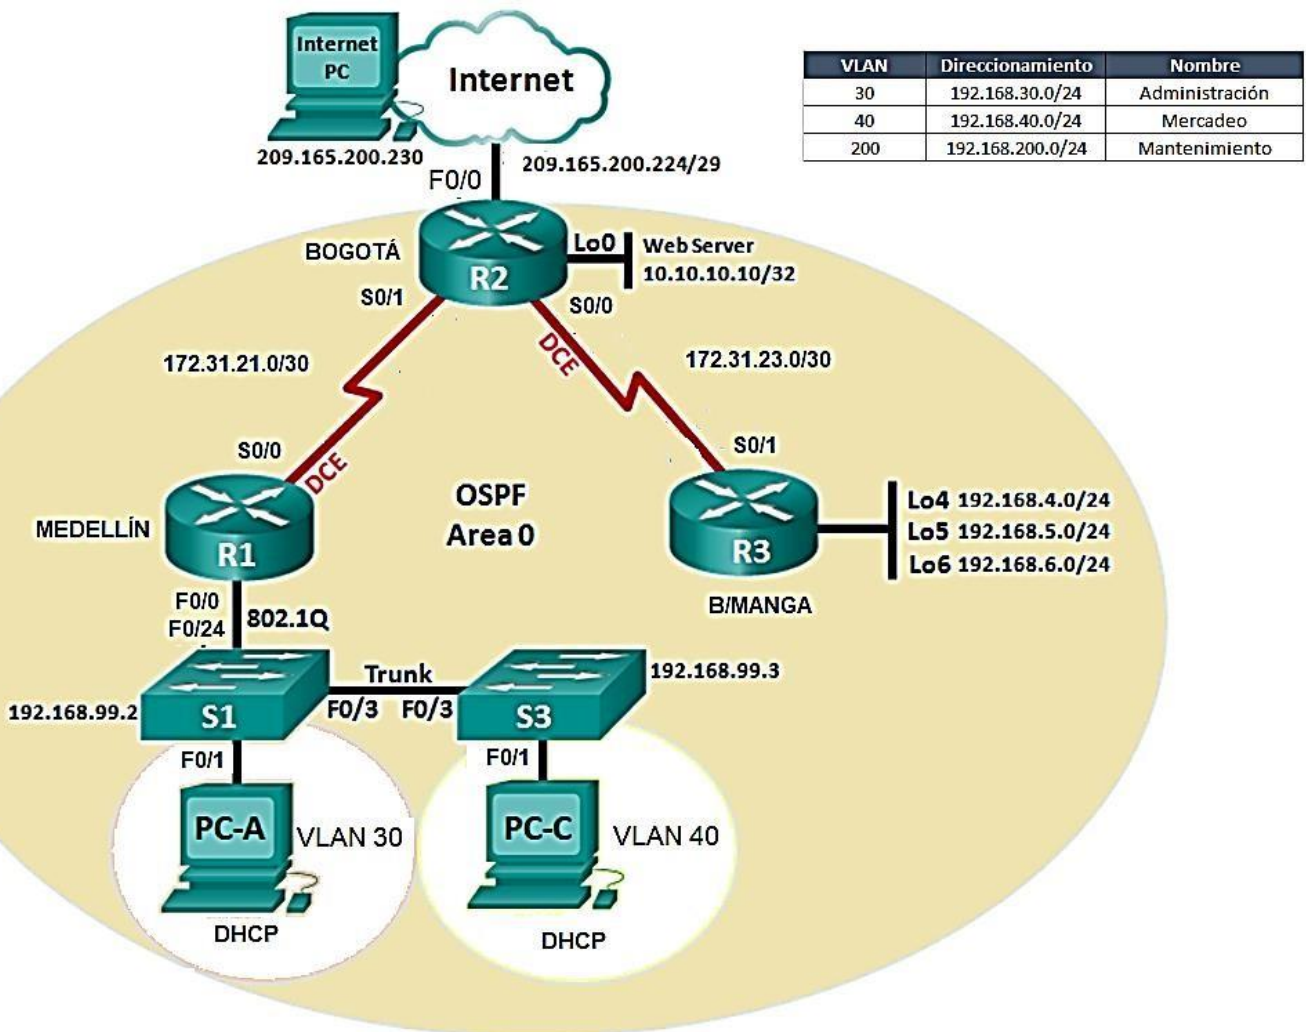 Internet
PC
Internet
209.165.200.230
209.165.200.224/29
F0/0
VLAN Direccionamiento Nombre
30 192.168.30.0/24 Administración
40 192.168.40.0/24 Mercadeo
200 192.168.200.0/24 Mantenimiento
BOGOTÁ
R2
Lo0
Web Server
10.10.10.10/32
S0/1
S0/0
DCE
172.31.21.0/30
172.31.23.0/30
S0/0
DCE
S0/1
OSPF
Area 0
MEDELLÍN
R1
R3
B/MANGA
Lo4 192.168.4.0/24
Lo5 192.168.5.0/24
Lo6 192.168.6.0/24
F0/0
F0/24
802.1Q
192.168.99.2
S1
Trunk
F0/3 F0/3
S3
192.168.99.3
F0/1
F0/1
PC-A
VLAN 30
DHCP
PC-C
VLAN 40
DHCP